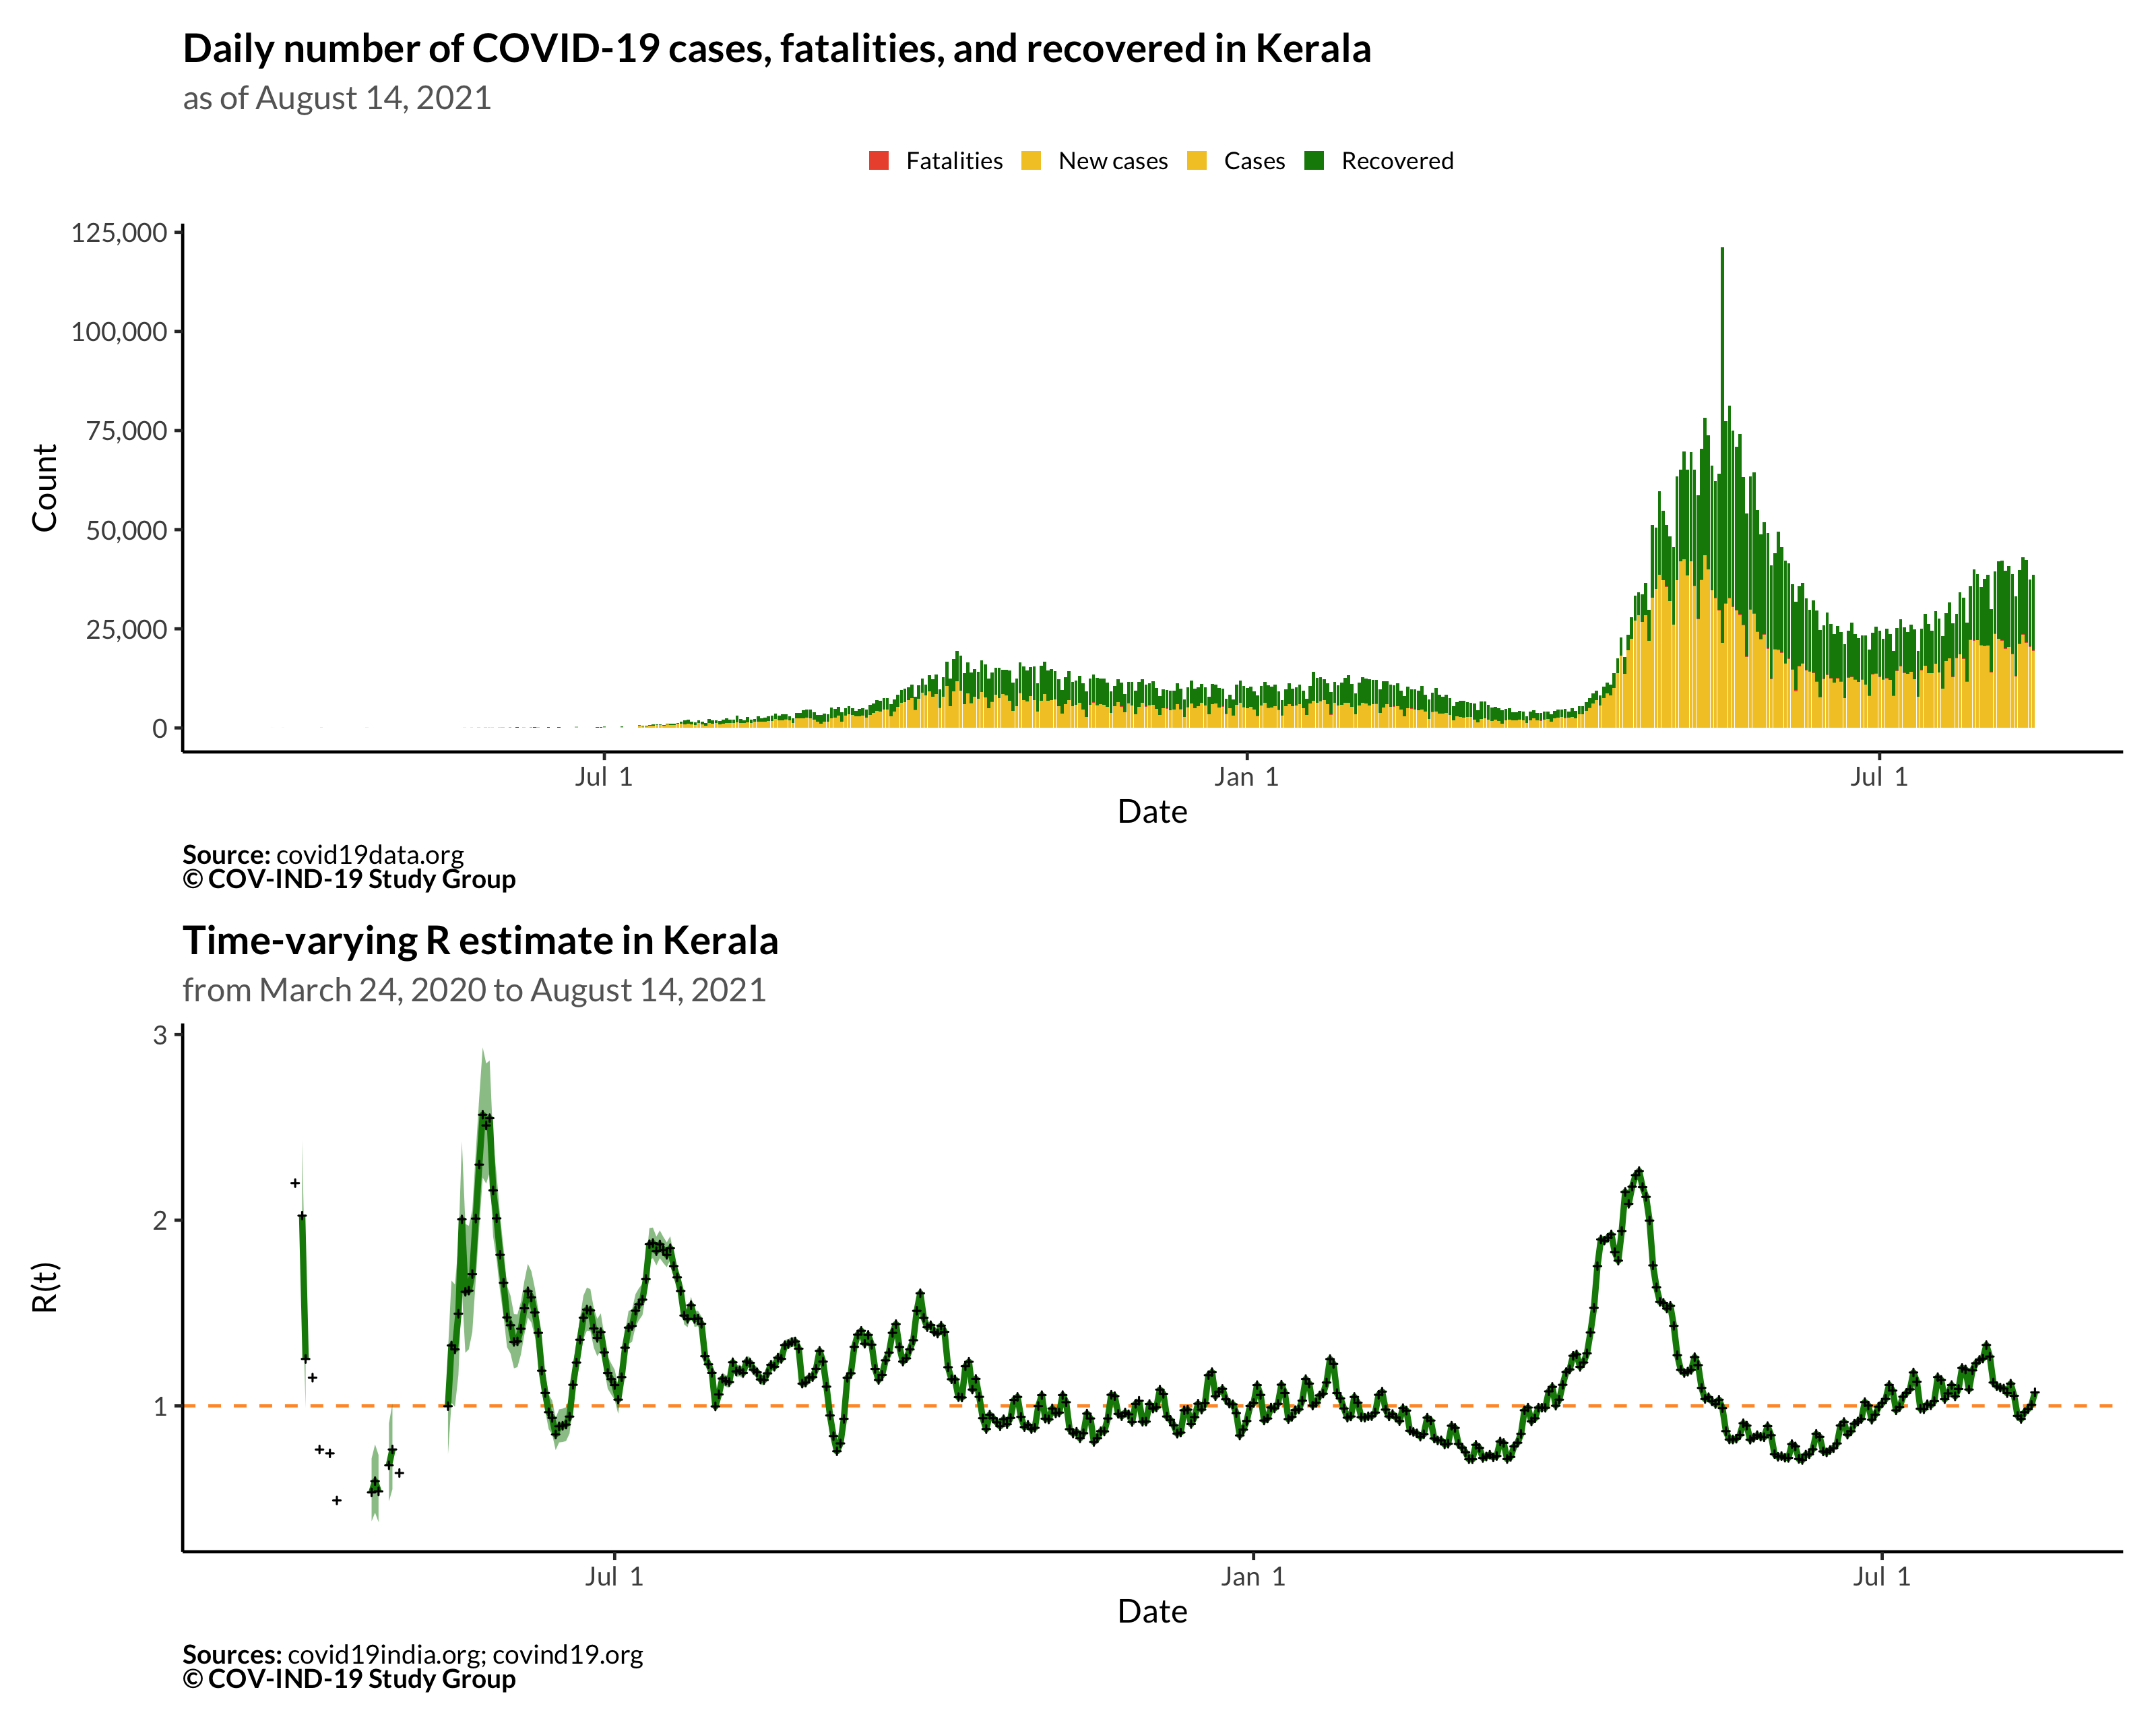 Daily number of COVID-19 cases, fatalities, and recovered in Kerala
as of August 14, 2021
Fatalities New cases Cases Recovered
125,000
100,000
75,000
50,000
25,000
0
Count
Jul 1 Jan 1 Jul 1
Date
Source: covid19data.org
© COV-IND-19 Study Group
Time-varying R estimate in Kerala
from March 24, 2020 to August 14, 2021
3
2
1
R(t)
Jul 1 Jan 1 Jul 1
Date
Sources: covid19india.org; covind19.org
© COV-IND-19 Study Group